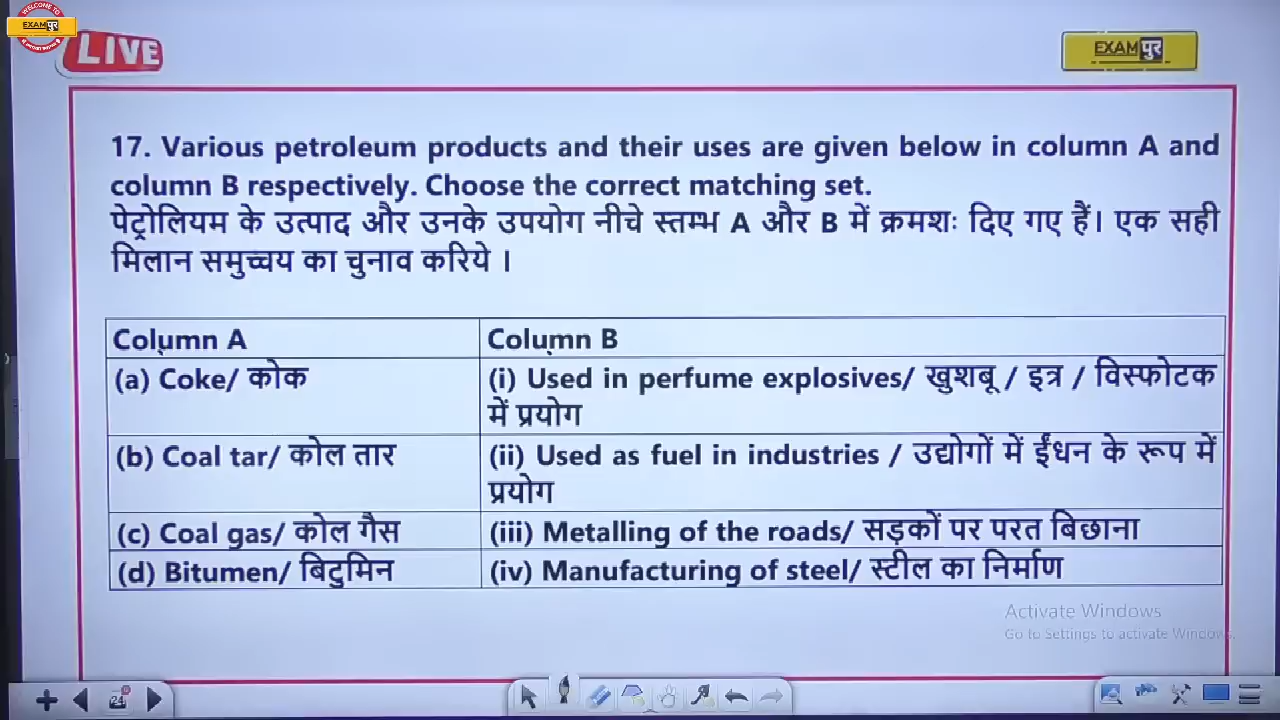 WELCOME TO
EXAMपुर
LIVE
EXAMपुर
17. Various petroleum products and their uses are given below in column A and
column B respectively. Choose the correct matching set.
पेट्रोलियम के उत्पाद और उनके उपयोग नीचे स्तम्भ A और B में क्रमशः दिए गए हैं। एक सही
मिलान समुच्चय का चुनाव करिये ।
Column A
Column B
(a) Coke/ कोक
(i) Used in perfume explosives/ खुशबू / इत्र / विस्फोटक
में प्रयोग
(b) Coal tar/ कोल तार
(ii) Used as fuel in industries / उद्योगों में ईंधन के रूप में
प्रयोग
(c) Coal gas/ कोल गैस
(iii) Metalling of the roads/ सड़कों पर परत बिछाना
(d) Bitumen/ बिटुमिन
(iv) Manufacturing of steel/ स्टील का निर्माण
Activate Windows
Go to Settings to activate Windows.
24